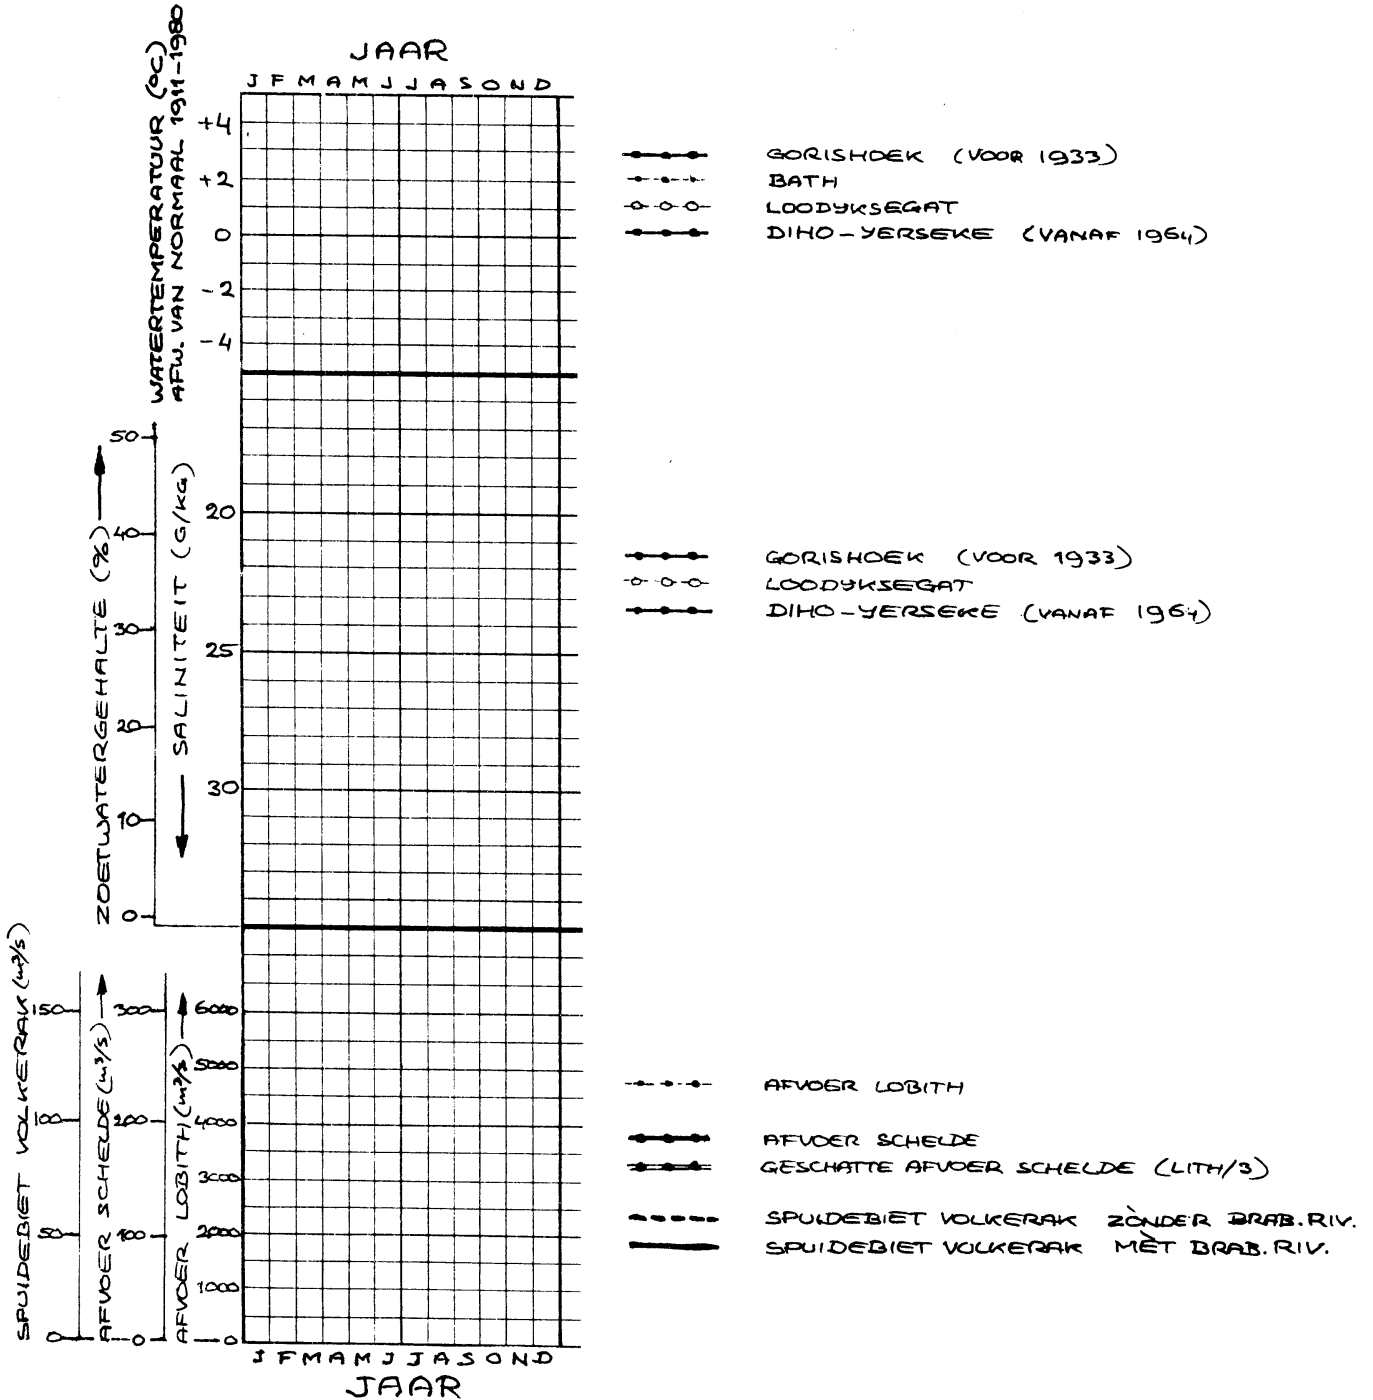 JAAR
J F M A M J J A S O N D
WATERTEMPERATUUR (°C)
AFW. VAN NORMAAL 1911-1980
+4
+2
0
-2
-4
GORISHOEK (VOOR 1933)
BATH
LOODYKSEGAT
DIHO-YERSEKE (VANAF 1964)
ZOETWATERGEHALTE (%)
50
40
30
20
10
0
SALINITEIT (G/KG)
20
25
30
GORISHOEK (VOOR 1933)
LOODYKSEGAT
DIHO-YERSEKE (VANAF 1964)
SPUIDEBIET VOLKERAK (m³/s)
150
100
50
0
AFVOER SCHELDE (m³/s)
300
200
100
0
AFVOER LOBITH (m³/s)
6000
5000
4000
3000
2000
1000
0
AFVOER LOBITH
AFVOER SCHELDE
GESCHATTE AFVOER SCHELDE (LITH/3)
SPUIDEBIET VOLKERAK ZÒNDER BRAB.RIV.
SPUIDEBIET VOLKERAK MÈT BRAB.RIV.
J F M A M J J A S O N D
JAAR